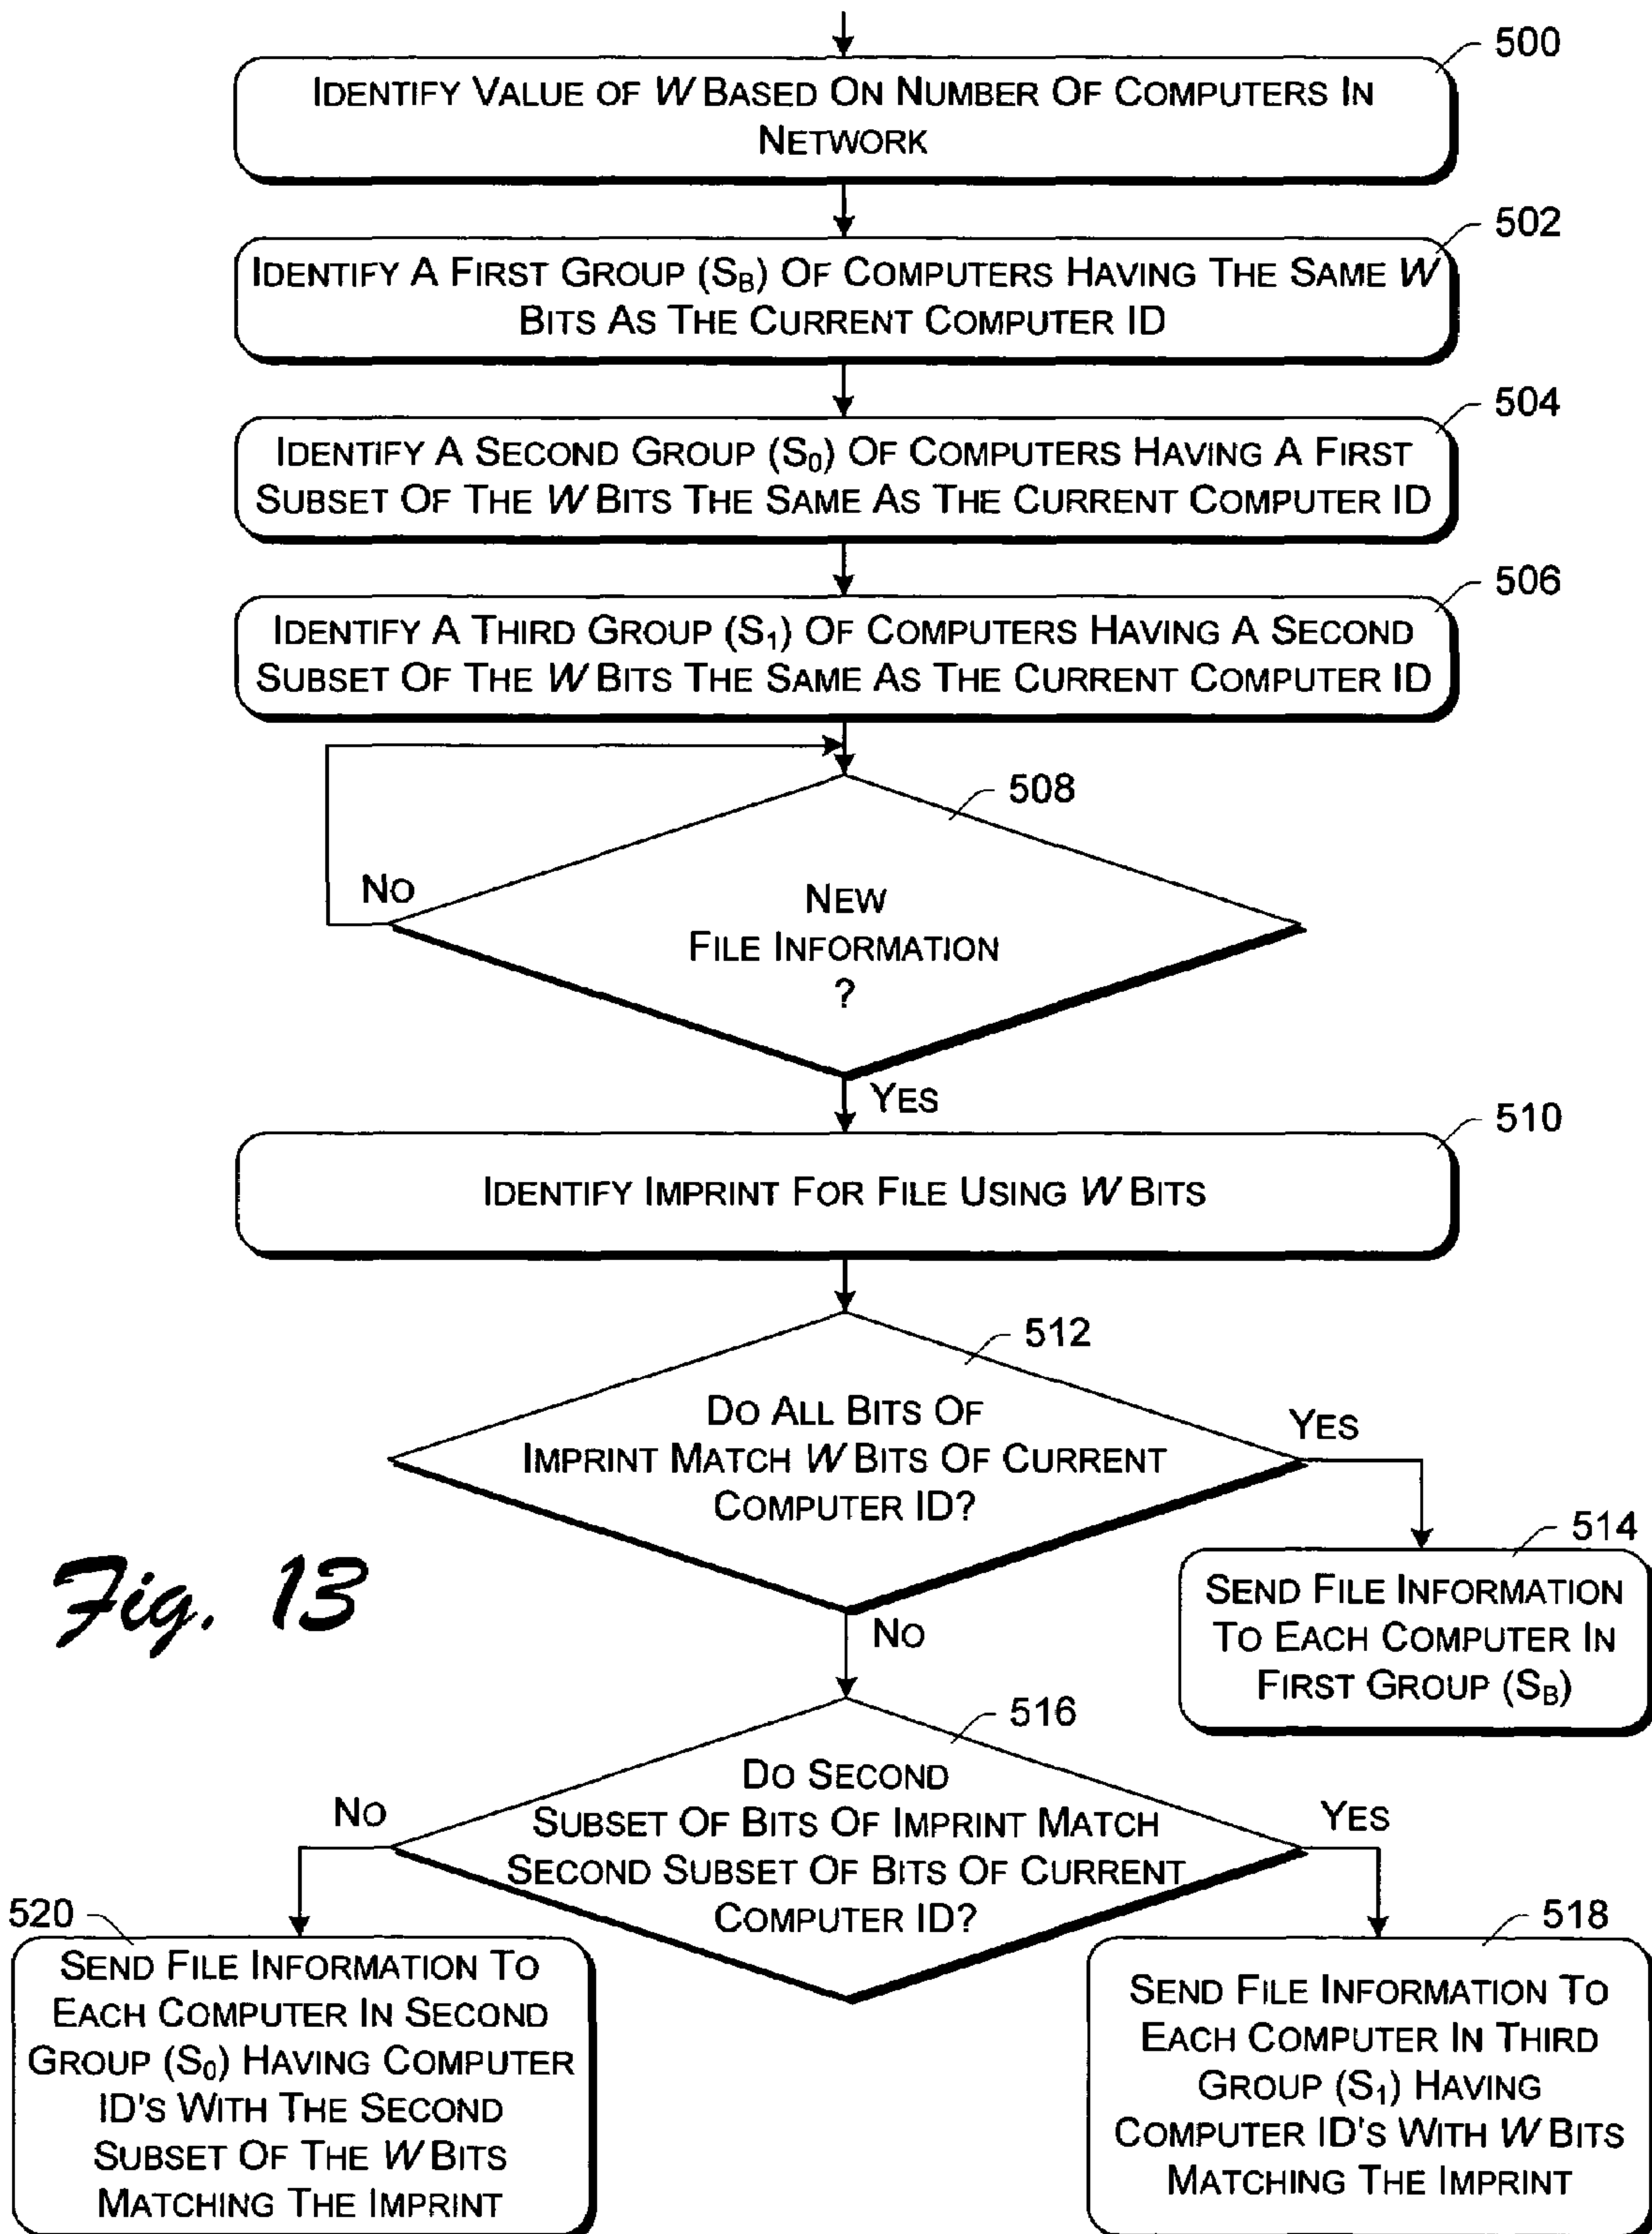 500
IDENTIFY VALUE OF W BASED ON NUMBER OF COMPUTERS IN
NETWORK
502
IDENTIFY A FIRST GROUP (SB) OF COMPUTERS HAVING THE SAME W
BITS AS THE CURRENT COMPUTER ID
504
IDENTIFY A SECOND GROUP (S0) OF COMPUTERS HAVING A FIRST
SUBSET OF THE W BITS THE SAME AS THE CURRENT COMPUTER ID
506
IDENTIFY A THIRD GROUP (S1) OF COMPUTERS HAVING A SECOND
SUBSET OF THE W BITS THE SAME AS THE CURRENT COMPUTER ID
508
NO
NEW
FILE INFORMATION
?
YES
510
IDENTIFY IMPRINT FOR FILE USING W BITS
512
DO ALL BITS OF
IMPRINT MATCH W BITS OF CURRENT
COMPUTER ID?
YES
514
SEND FILE INFORMATION
TO EACH COMPUTER IN
FIRST GROUP (SB)
Fig. 13
NO
516
DO SECOND
SUBSET OF BITS OF IMPRINT MATCH
SECOND SUBSET OF BITS OF CURRENT
COMPUTER ID?
NO
YES
520
SEND FILE INFORMATION TO
EACH COMPUTER IN SECOND
GROUP (S0) HAVING COMPUTER
ID'S WITH THE SECOND
SUBSET OF THE W BITS
MATCHING THE IMPRINT
518
SEND FILE INFORMATION TO
EACH COMPUTER IN THIRD
GROUP (S1) HAVING
COMPUTER ID'S WITH W BITS
MATCHING THE IMPRINT